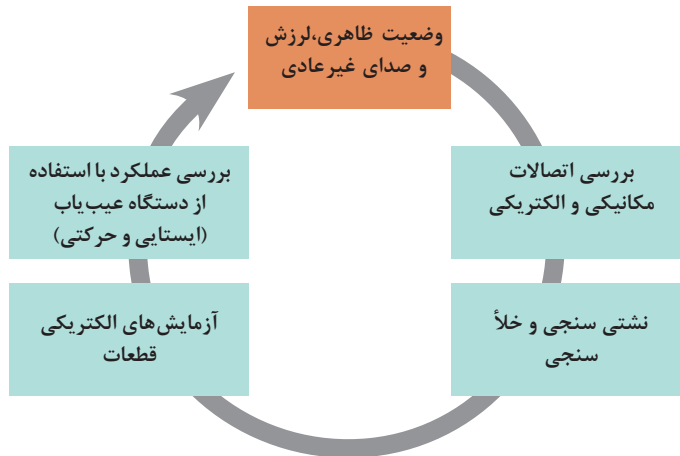 وضعیت ظاهری،لرزش
و صدای غیرعادی
بررسی اتصالات
مکانیکی و الکتریکی
نشتی سنجی و خلأ
سنجی
آزمایش‌های الکتریکی
قطعات
بررسی عملکرد با استفاده
از دستگاه عیب‌یاب
(ایستایی و حرکتی)